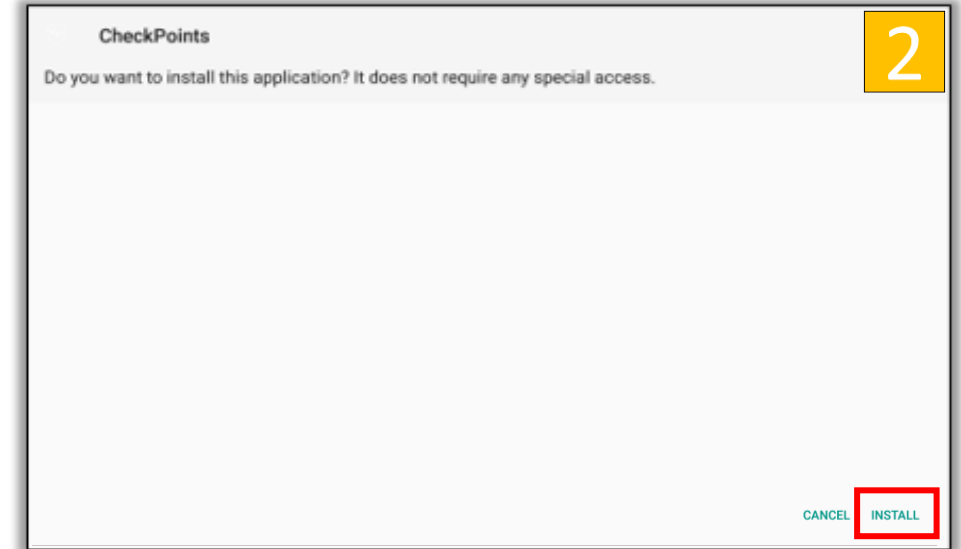 CheckPoints
2
Do you want to install this application? It does not require any special access.
CANCEL INSTALL